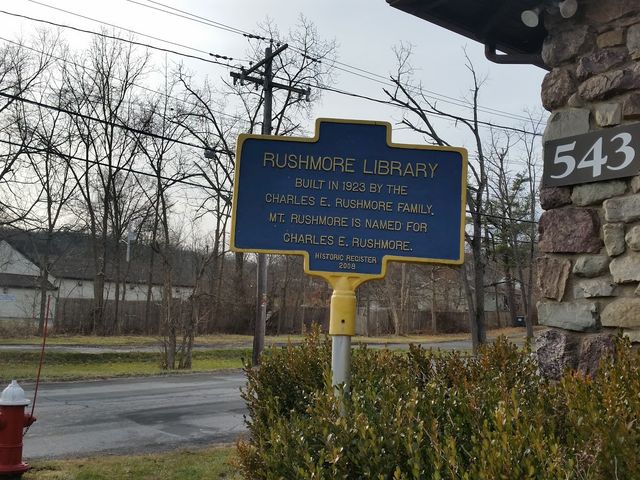 RUSHMORE LIBRARY
BUILT IN 1923 BY THE
CHARLES E. RUSHMORE FAMILY.
MT. RUSHMORE IS NAMED FOR
CHARLES E. RUSHMORE.
HISTORIC REGISTER
2008
543